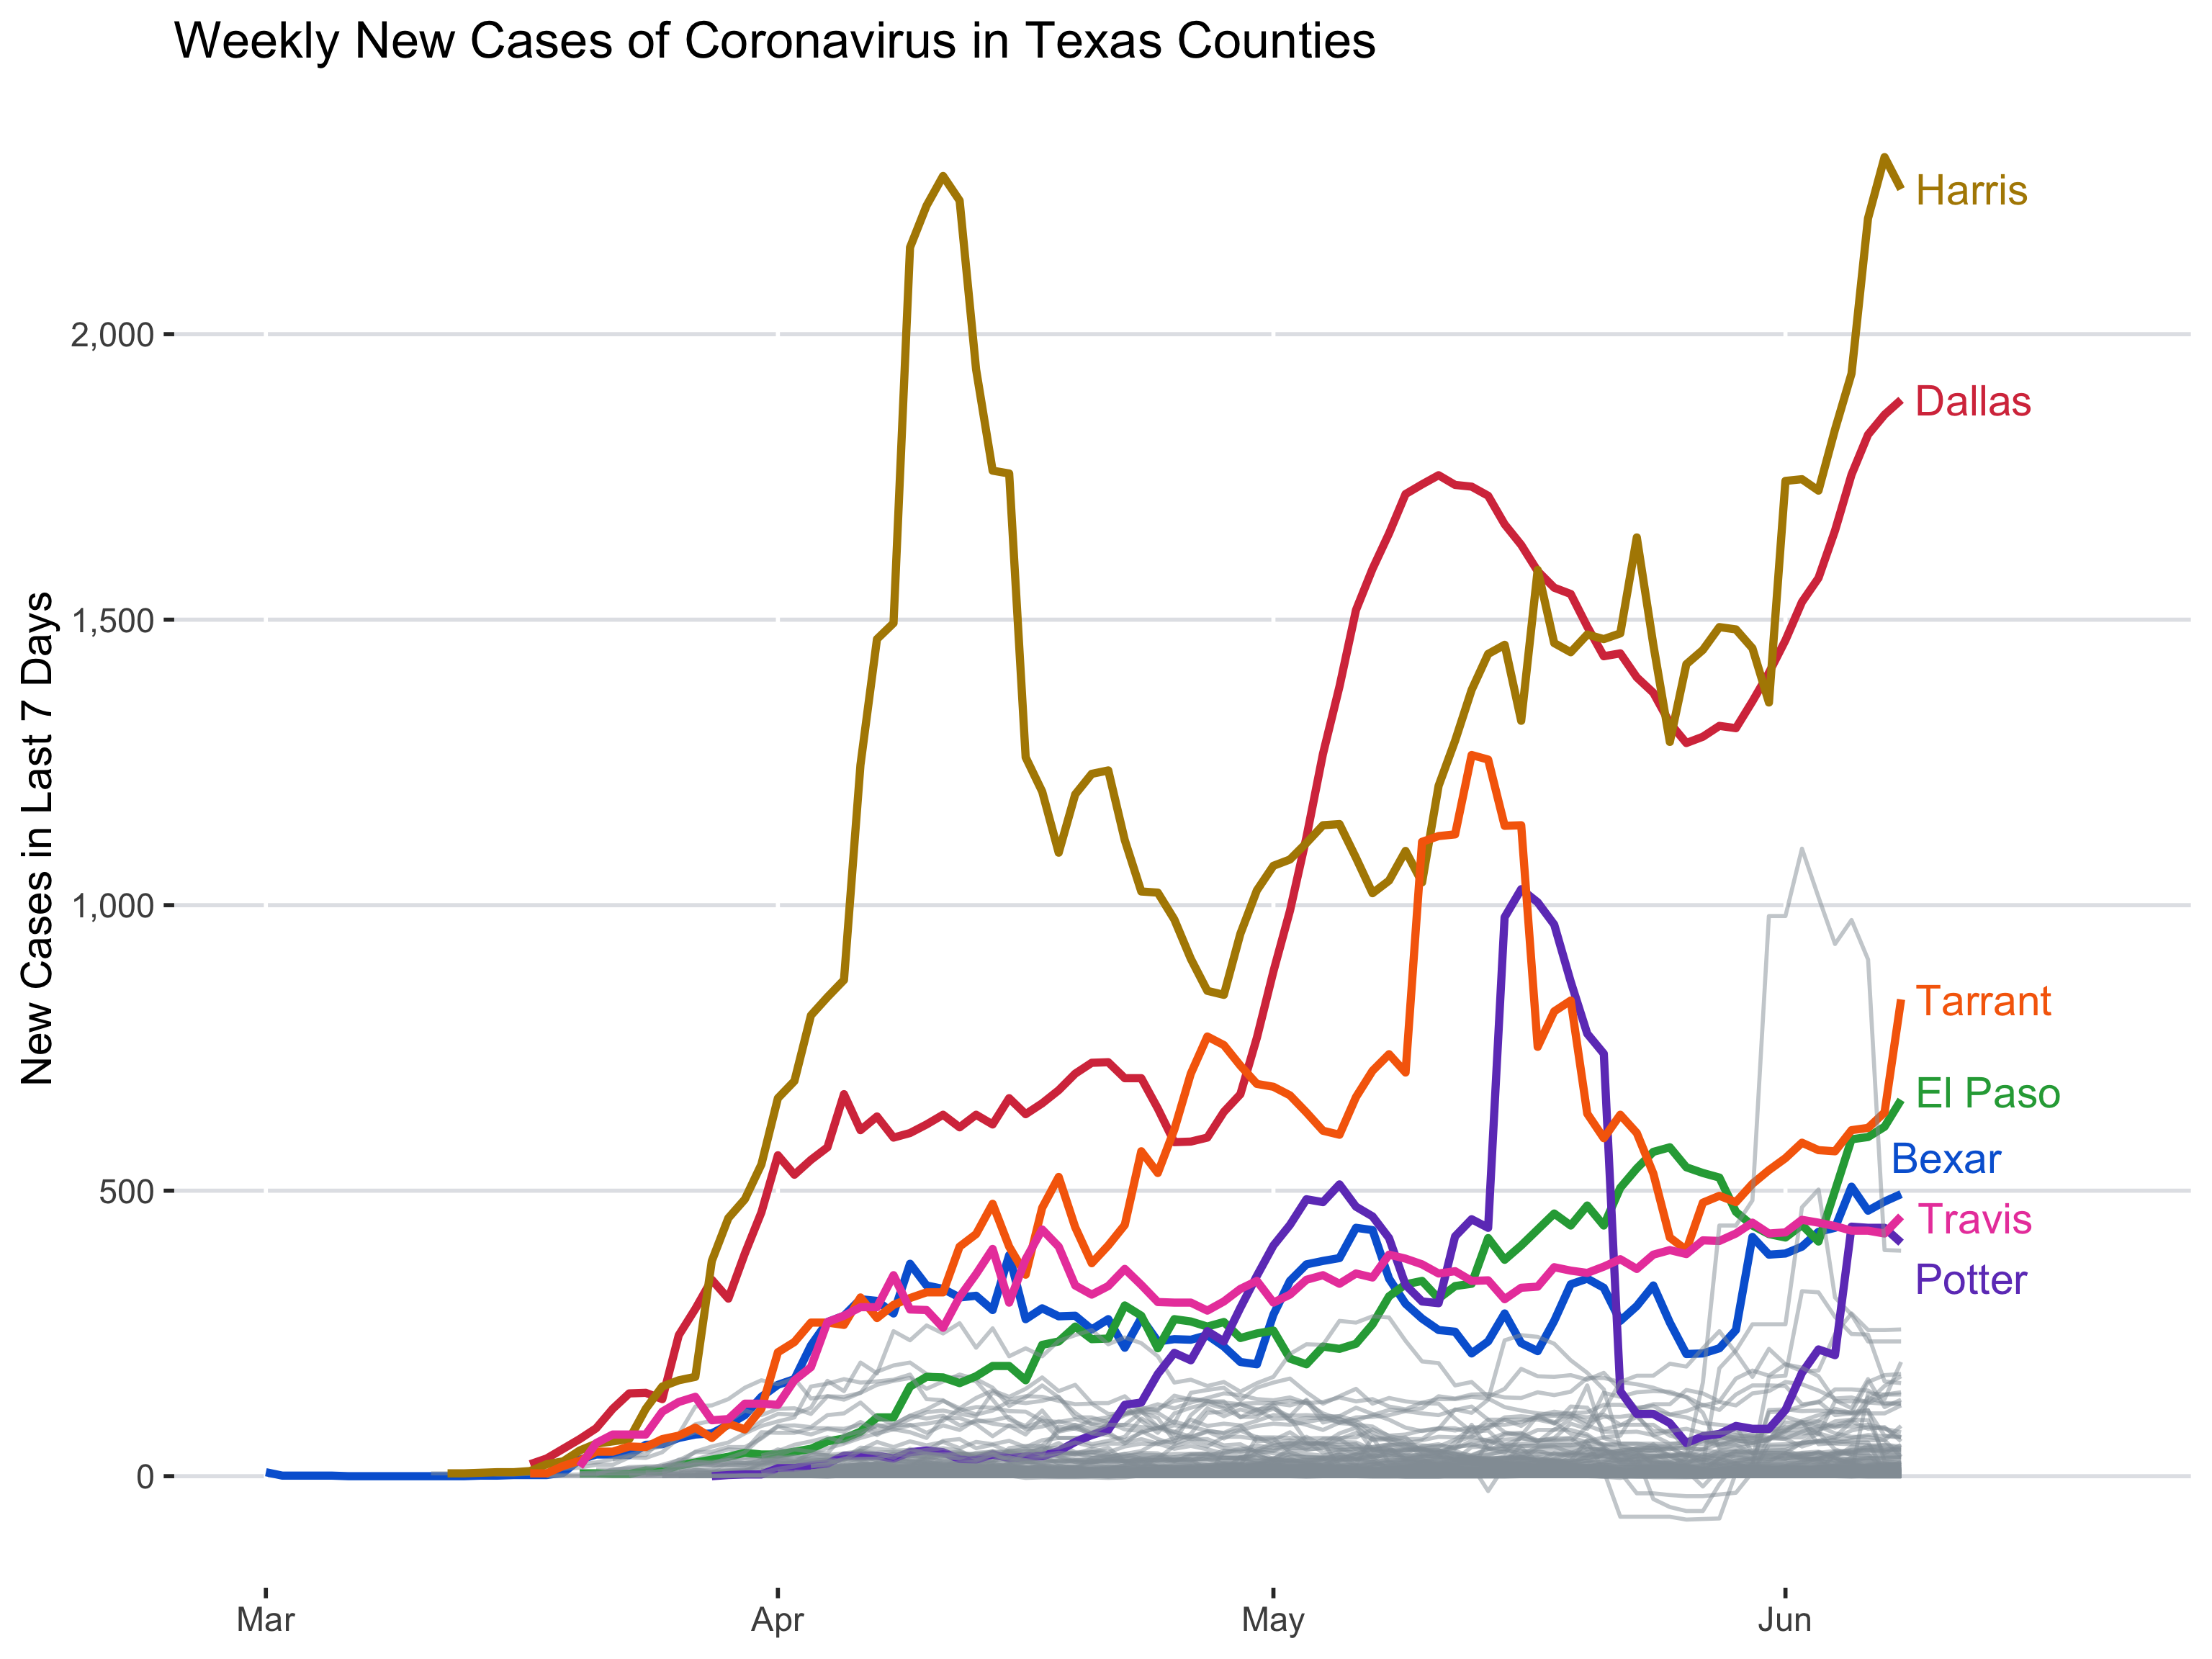 Weekly New Cases of Coronavirus in Texas Counties
New Cases in Last 7 Days
2,000
1,500
1,000
500
0
Harris
Dallas
Tarrant
El Paso
Bexar
Travis
Potter
Mar
Apr
May
Jun